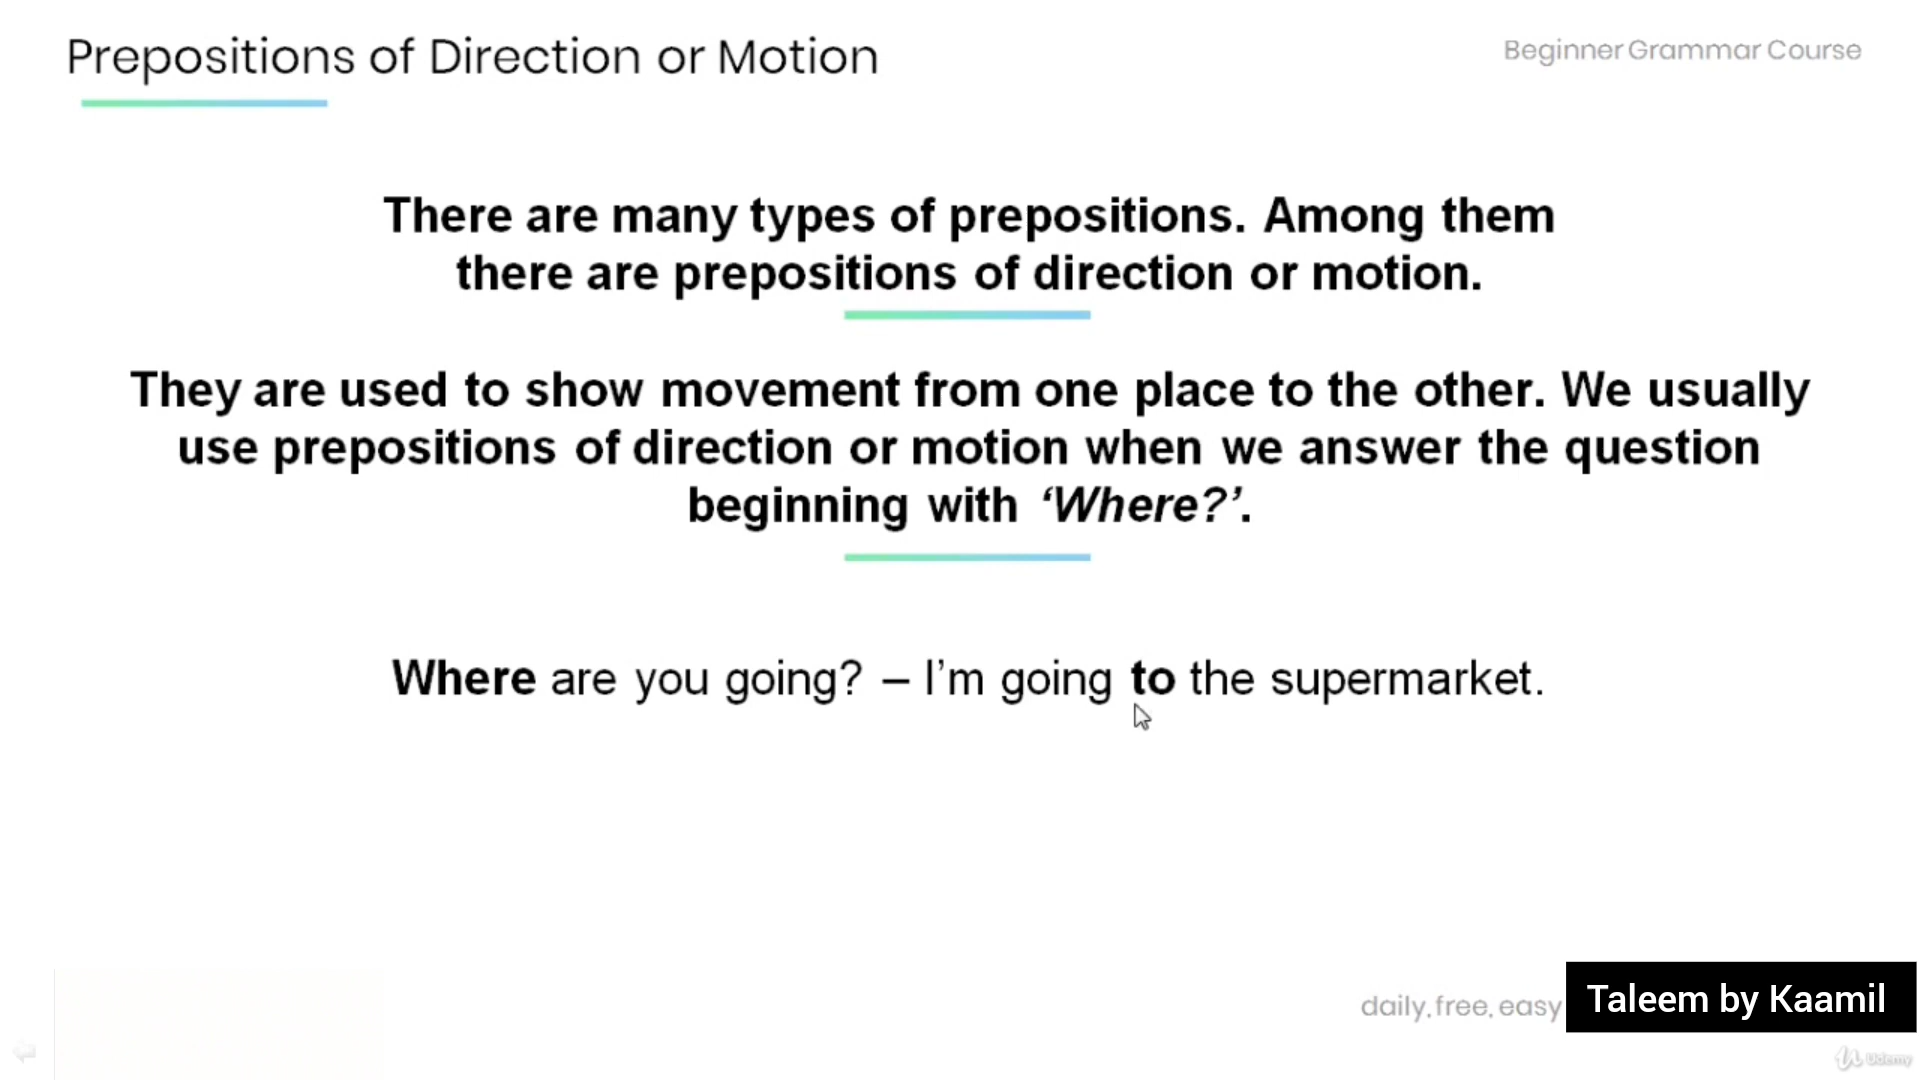 Prepositions of Direction or Motion
Beginner Grammar Course
There are many types of prepositions. Among them
there are prepositions of direction or motion.
They are used to show movement from one place to the other. We usually
use prepositions of direction or motion when we answer the question
beginning with ‘Where?’.
Where are you going? – I’m going to the supermarket.
daily, free, easy
Taleem by Kaamil
Udemy